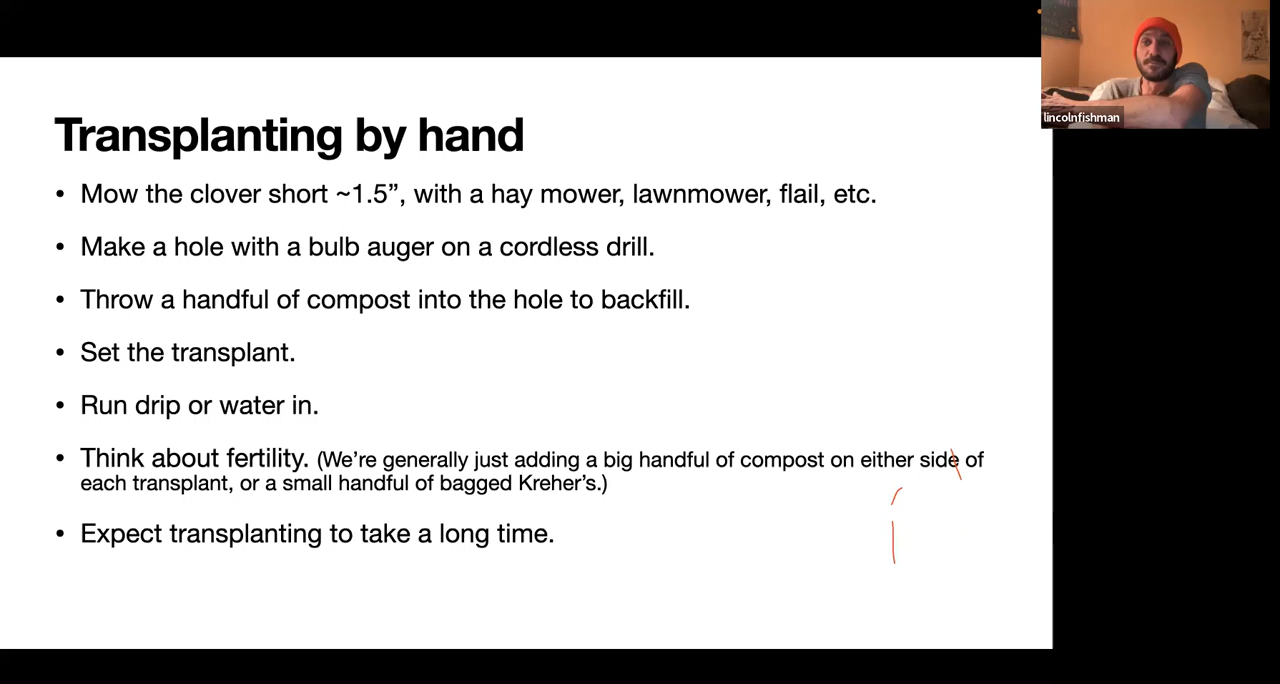 lincolnfishman
Transplanting by hand
• Mow the clover short ~1.5”, with a hay mower, lawnmower, flail, etc.
• Make a hole with a bulb auger on a cordless drill.
• Throw a handful of compost into the hole to backfill.
• Set the transplant.
• Run drip or water in.
• Think about fertility. (We’re generally just adding a big handful of compost on either side of
each transplant, or a small handful of bagged Kreher’s.)
• Expect transplanting to take a long time.